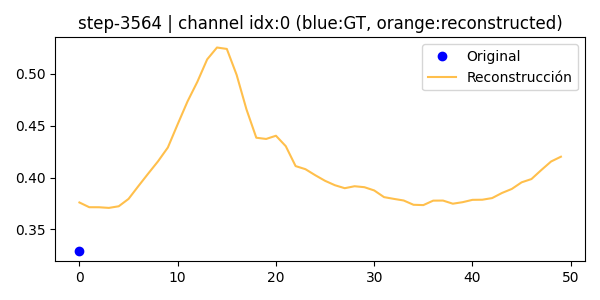 step-3564 | channel idx:0 (blue:GT, orange:reconstructed)
Original
Reconstrucción
0.50
0.45
0.40
0.35
0 10 20 30 40 50